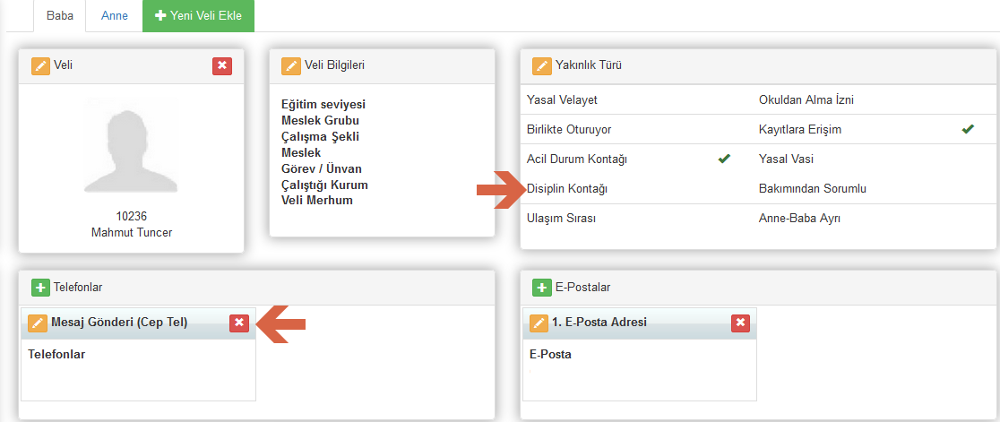 Baba
Anne
Yeni Veli Ekle
Veli
10236
Mahmut Tuncer
Veli Bilgileri
Eğitim seviyesi
Meslek Grubu
Çalışma Şekli
Meslek
Görev / Ünvan
Çalıştığı Kurum
Veli Merhum
Yakınlık Türü
Yasal Velayet Okuldan Alma İzni
Birlikte Oturuyor Kayıtlara Erişim
Acil Durum Kontağı Yasal Vasi
Disiplin Kontağı Bakımından Sorumlu
Ulaşım Sırası Anne-Baba Ayrı
Telefonlar
Mesaj Gönderi (Cep Tel)
Telefonlar
E-Postalar
1. E-Posta Adresi
E-Posta